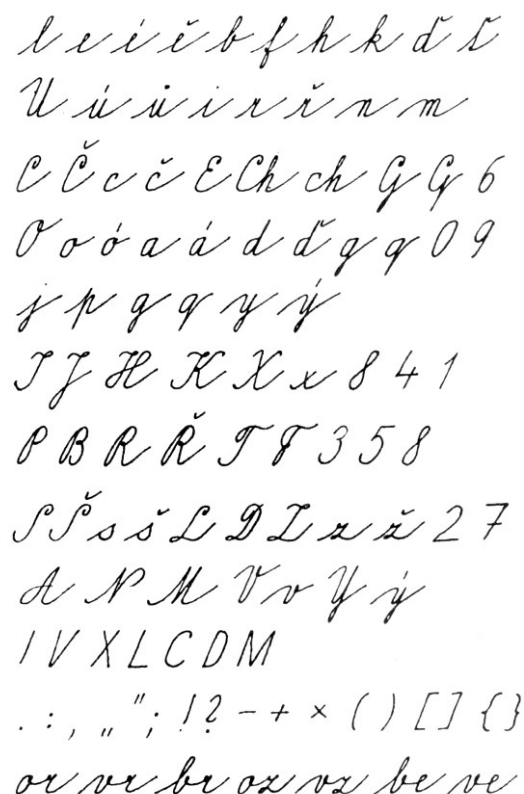 l e é ě b f h k ď ĺ
U ú ů i r ř n m
C Č c č E Ch ch G Q 6
O o ó a á d ď g q 0 9
j p g q y ý
I J H K X x 8 4 1
P B R Ř T F 3 5 8
S Š s š L D Z z ž 2 7
A N M V v Y ý
I V X L C D M
. : , „ " ; ! ? - + × ( ) [ ] { }
or vr br oz vz be ve